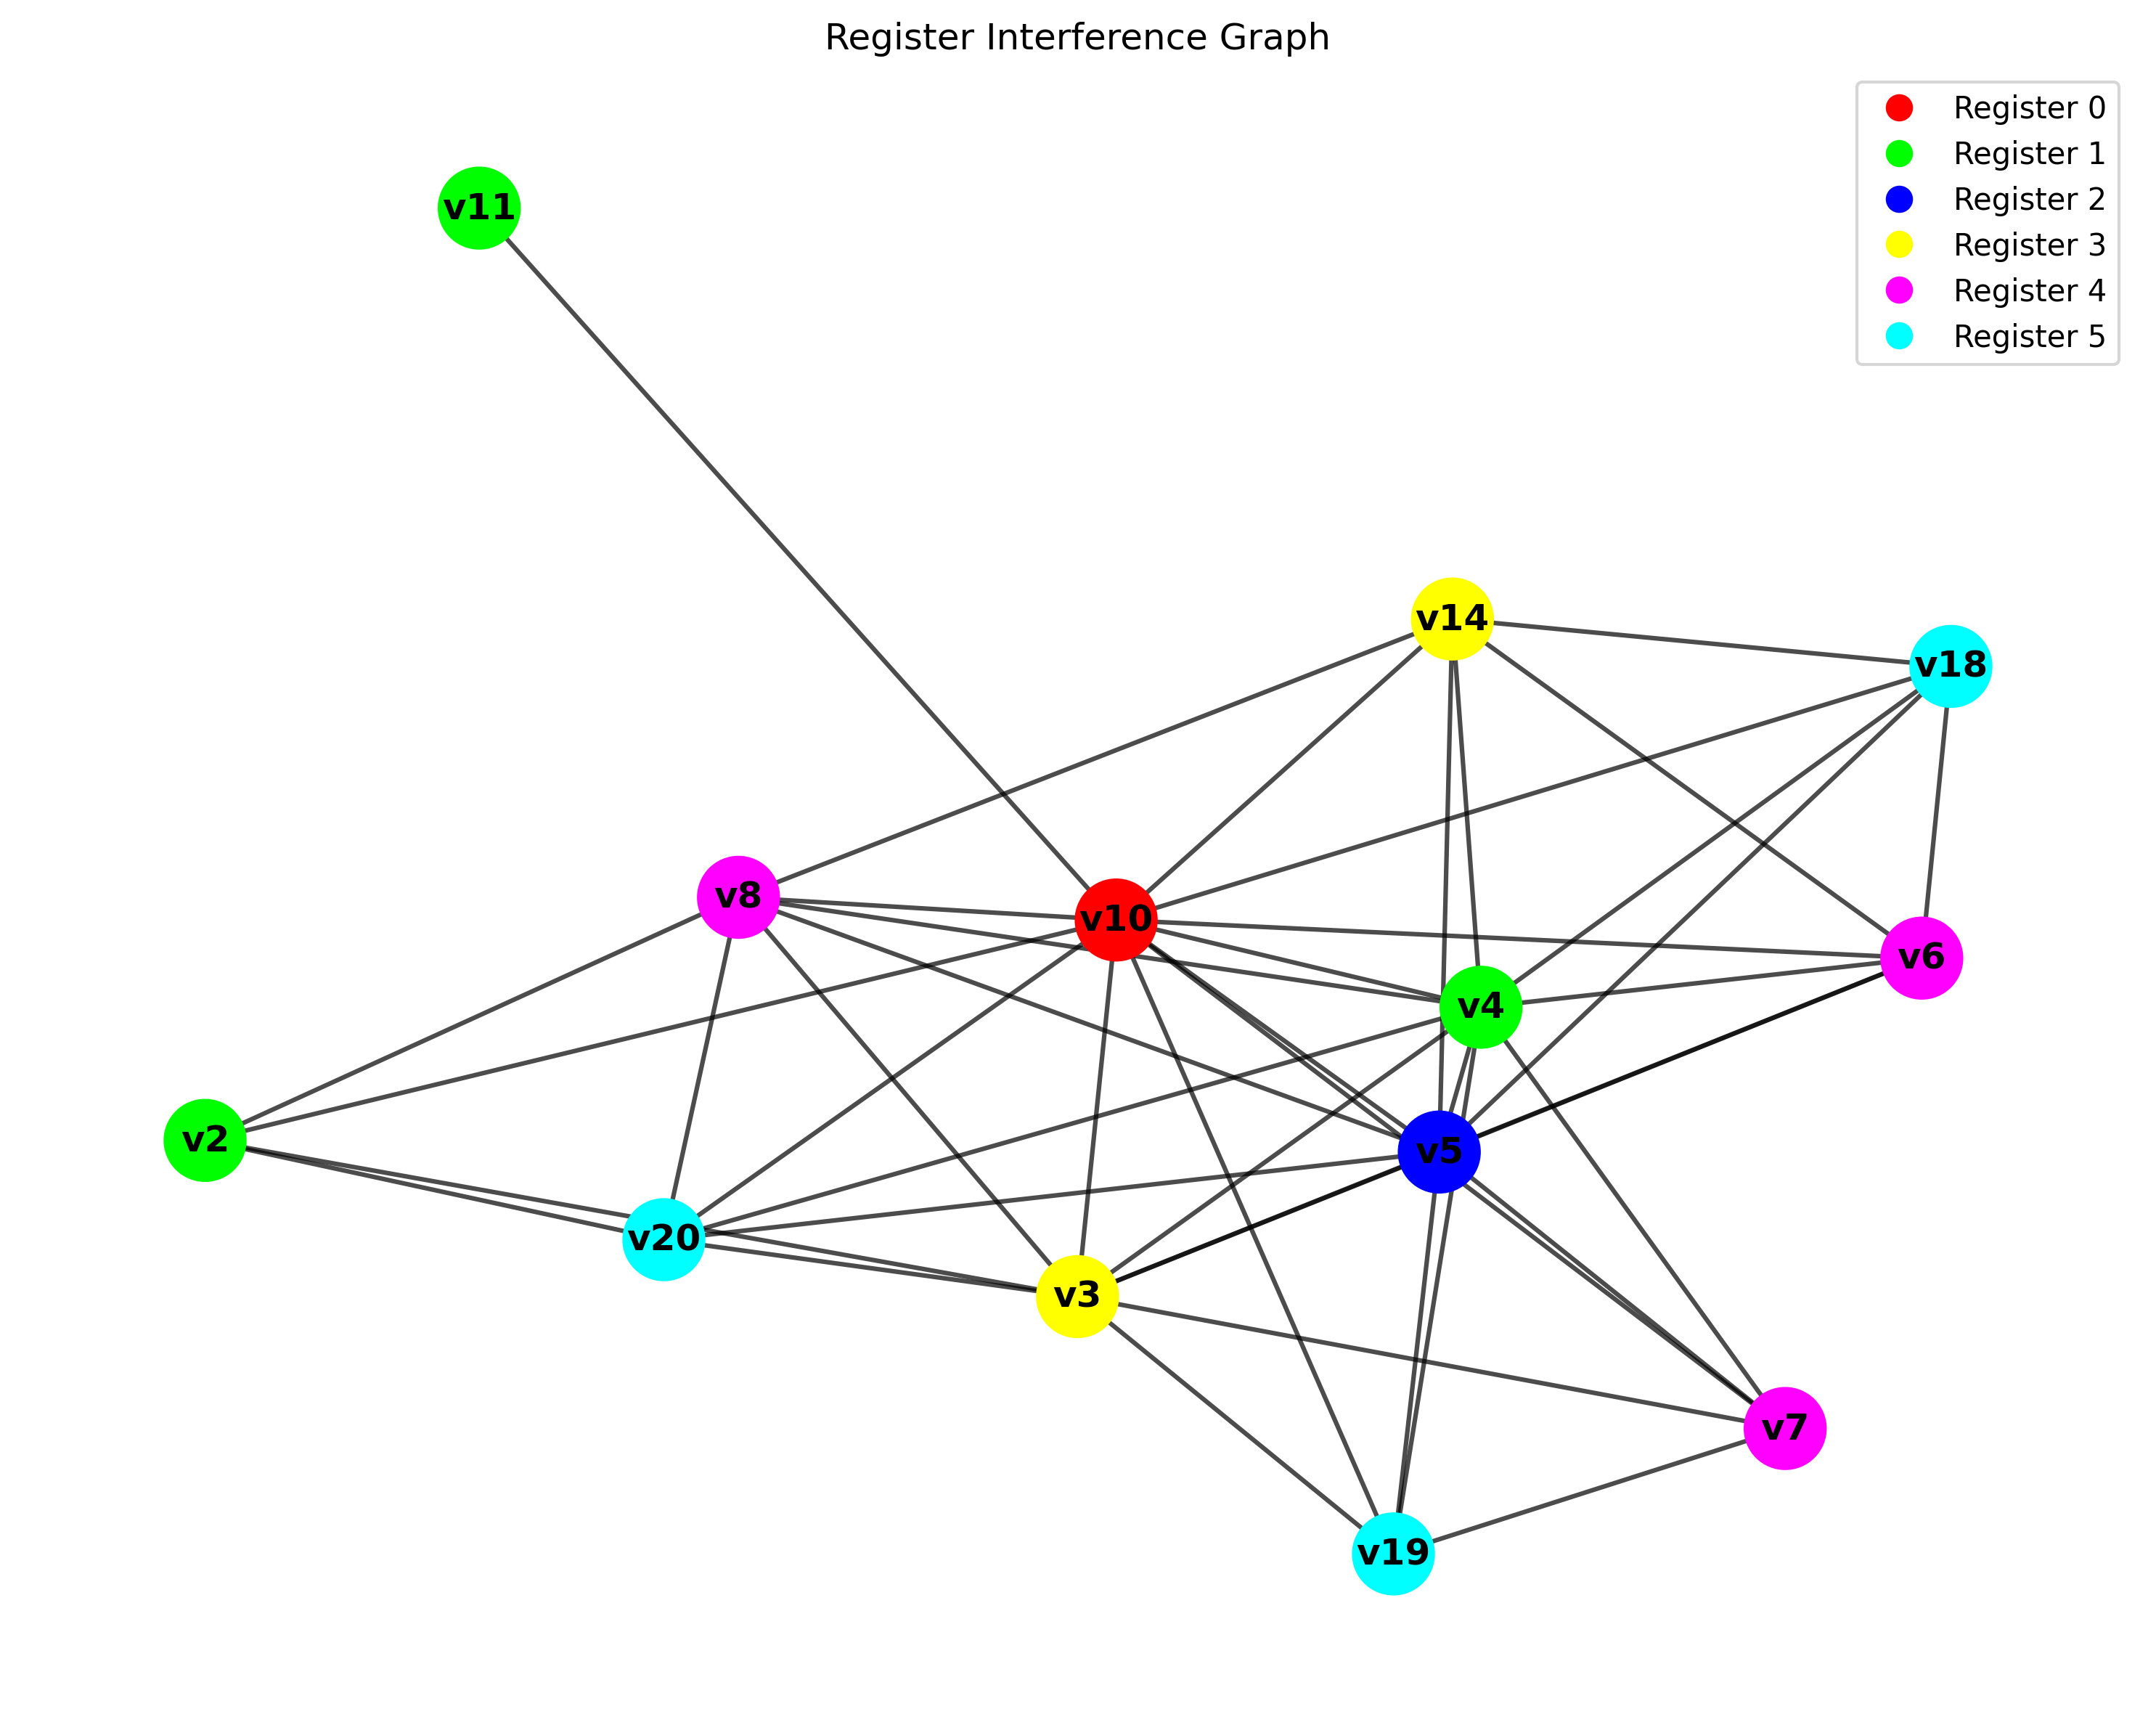 Register Interference Graph
Register 0
Register 1
Register 2
Register 3
Register 4
Register 5
v11
v14
v18
v8
v10
v6
v4
v2
v5
v20
v3
v7
v19